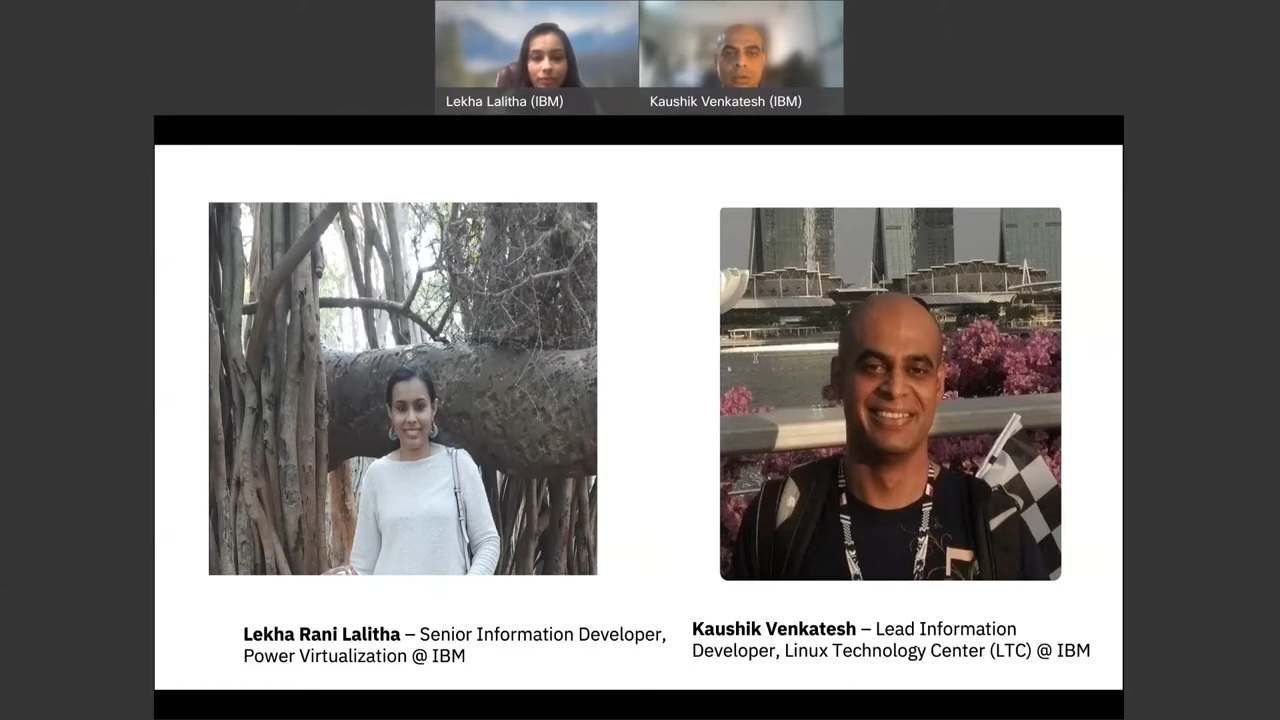 Lekha Lalitha (IBM)
Kaushik Venkatesh (IBM)
Lekha Rani Lalitha – Senior Information Developer,
Power Virtualization @ IBM
Kaushik Venkatesh – Lead Information
Developer, Linux Technology Center (LTC) @ IBM